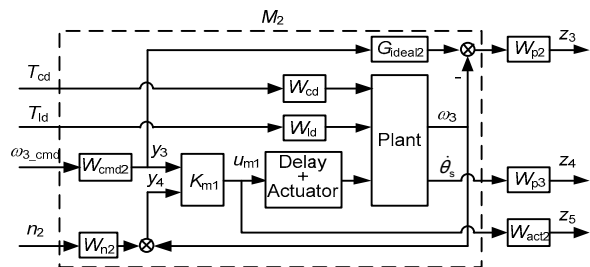 M2
Gideal2
Wp2
z3
-
Tcd
Wcd
Tld
Wld
Plant
ω3
ω3_cmd
Wcmd2
y3
y4
Km1
um1
Delay
+
Actuator
θ̇s
Wp3
z4
n2
Wn2
Wact2
z5